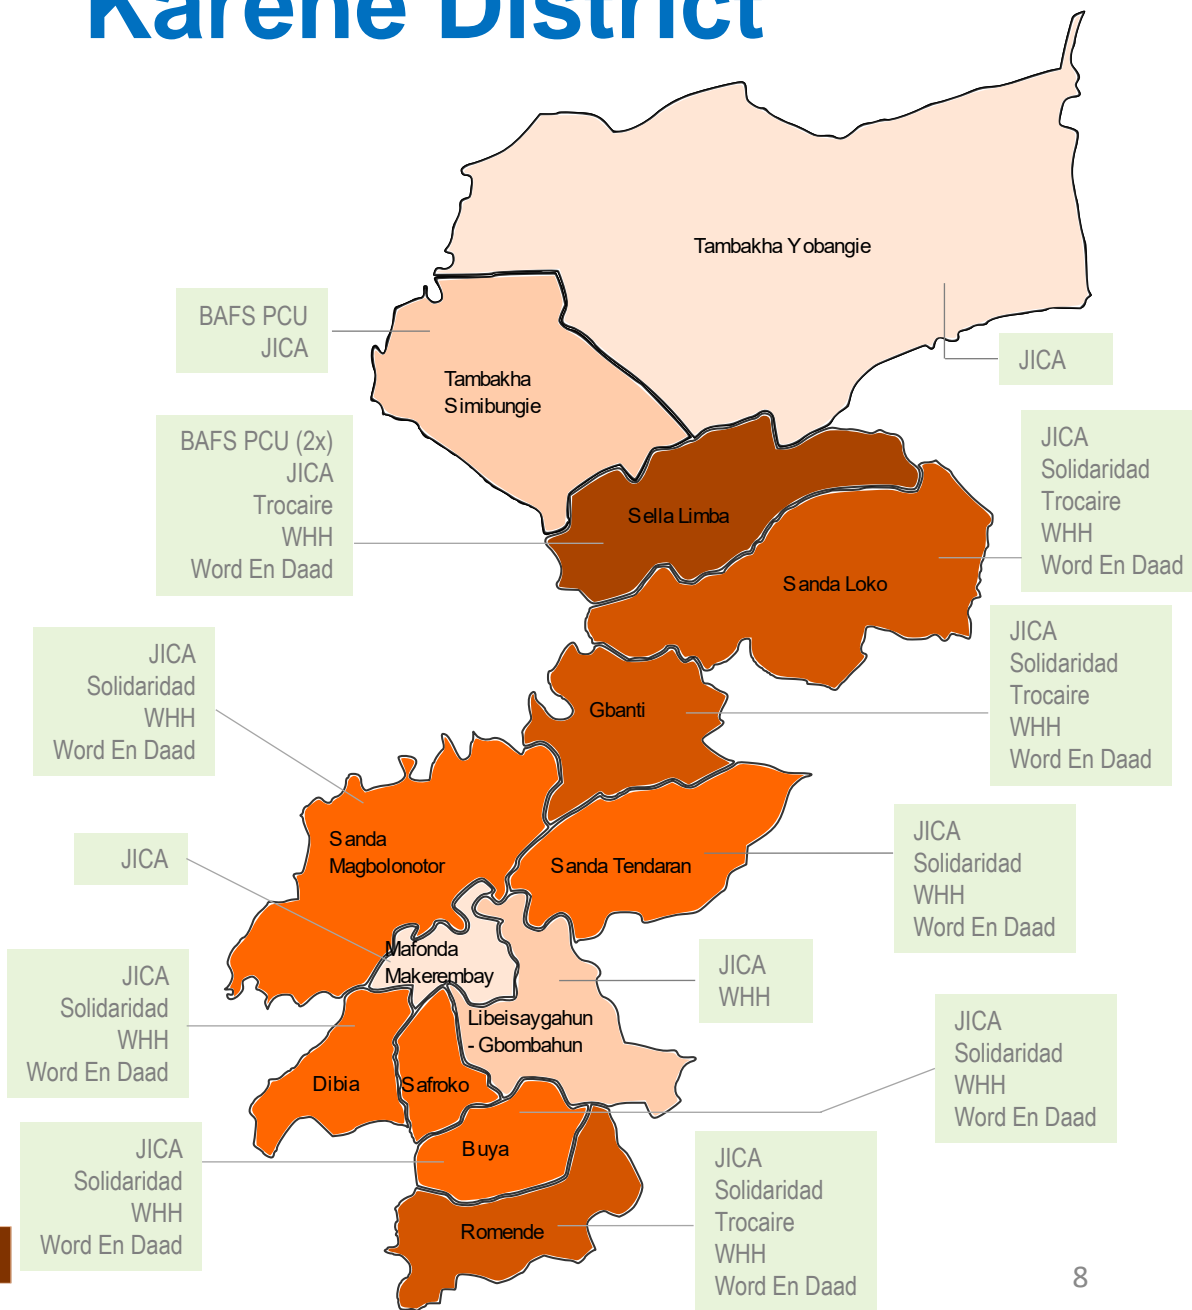 Karene District
Tambakha Yobangie
BAFS PCU
JICA
JICA
Tambakha
Simibungie
BAFS PCU (2x)
JICA
Trocaire
WHH
Word En Daad
JICA
Solidaridad
Trocaire
WHH
Word En Daad
Sella Limba
Sanda Loko
JICA
Solidaridad
WHH
Word En Daad
JICA
Solidaridad
Trocaire
WHH
Word En Daad
Gbanti
Sanda
Magbolonotor
JICA
Sanda Tendaran
JICA
Solidaridad
WHH
Word En Daad
Mafonda
Makerembay
JICA
WHH
JICA
Solidaridad
WHH
Word En Daad
Libeisaygahun
- Gbombahun
JICA
Solidaridad
WHH
Word En Daad
Dibia
Safroko
Buya
JICA
Solidaridad
WHH
Word En Daad
JICA
Solidaridad
Trocaire
WHH
Word En Daad
Romende
8